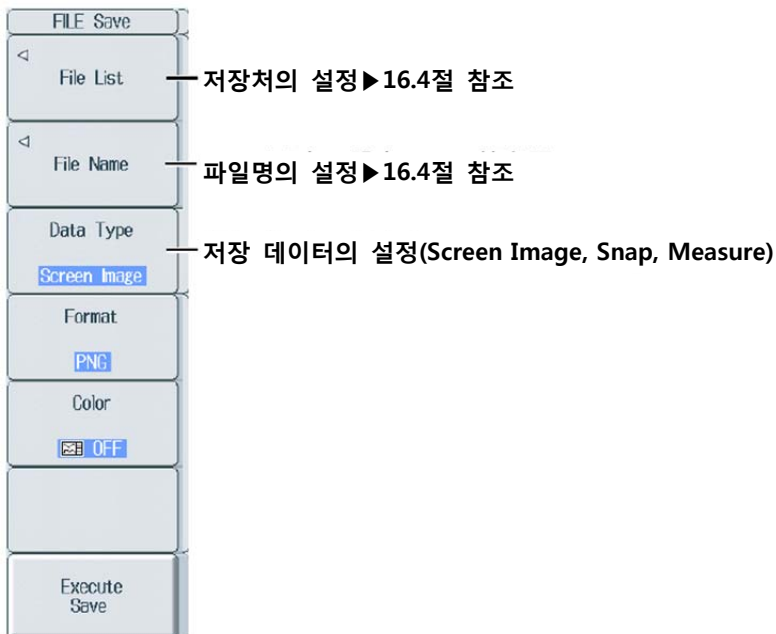 FILE Save
File List
저장처의 설정▶16.4절 참조
File Name
파일명의 설정▶16.4절 참조
Data Type
저장 데이터의 설정(Screen Image, Snap, Measure)
Screen Image
Format
PNG
Color
OFF
Execute
Save